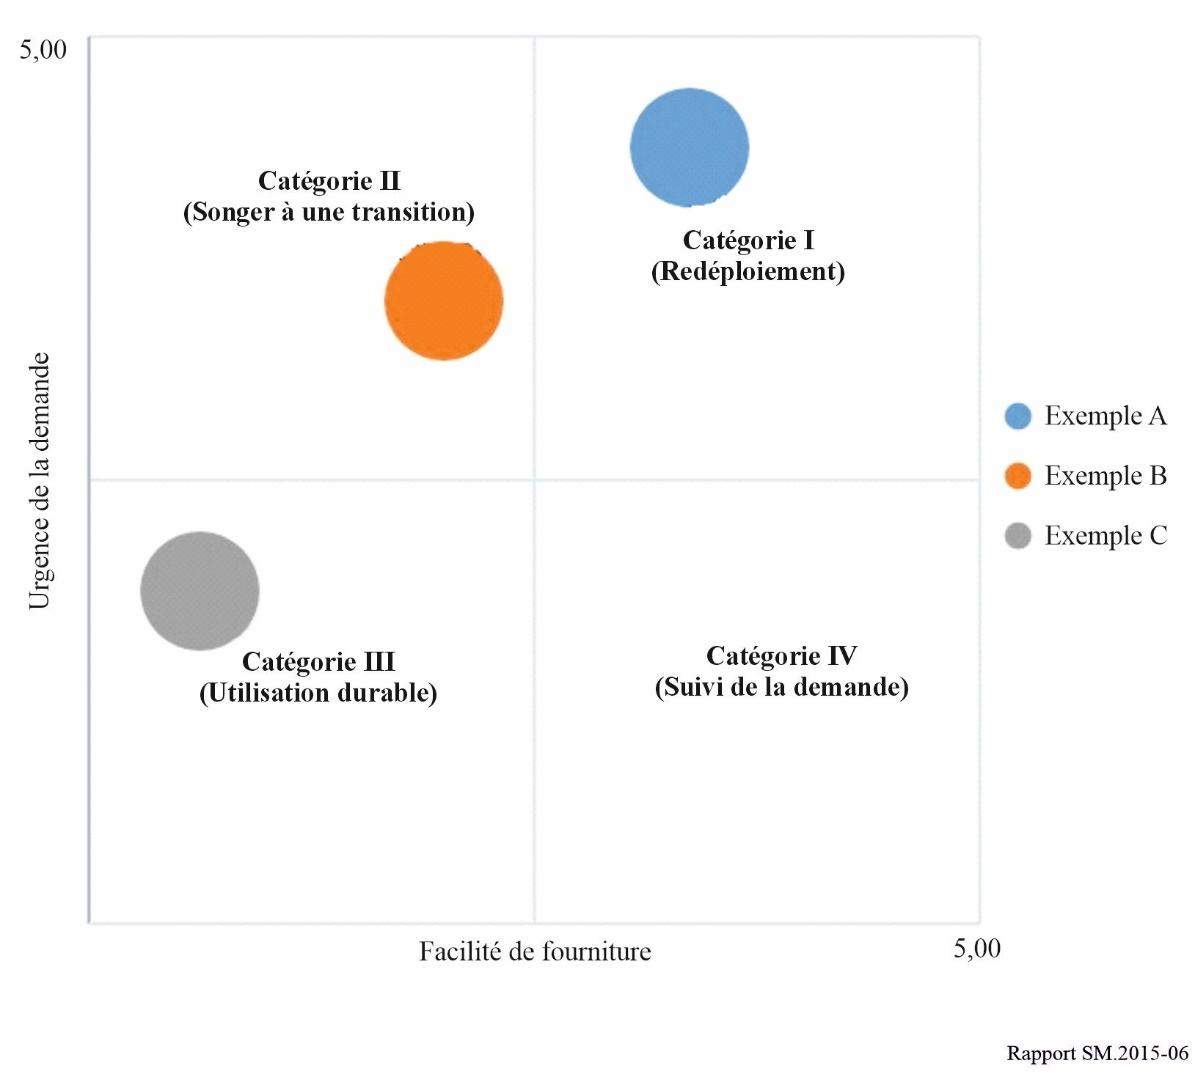 5,00
Catégorie II
(Songer à une transition)
Catégorie I
(Redéploiement)
Urgence de la demande
Exemple A
Exemple B
Exemple C
Catégorie III
(Utilisation durable)
Catégorie IV
(Suivi de la demande)
Facilité de fourniture
5,00
Rapport SM.2015-06